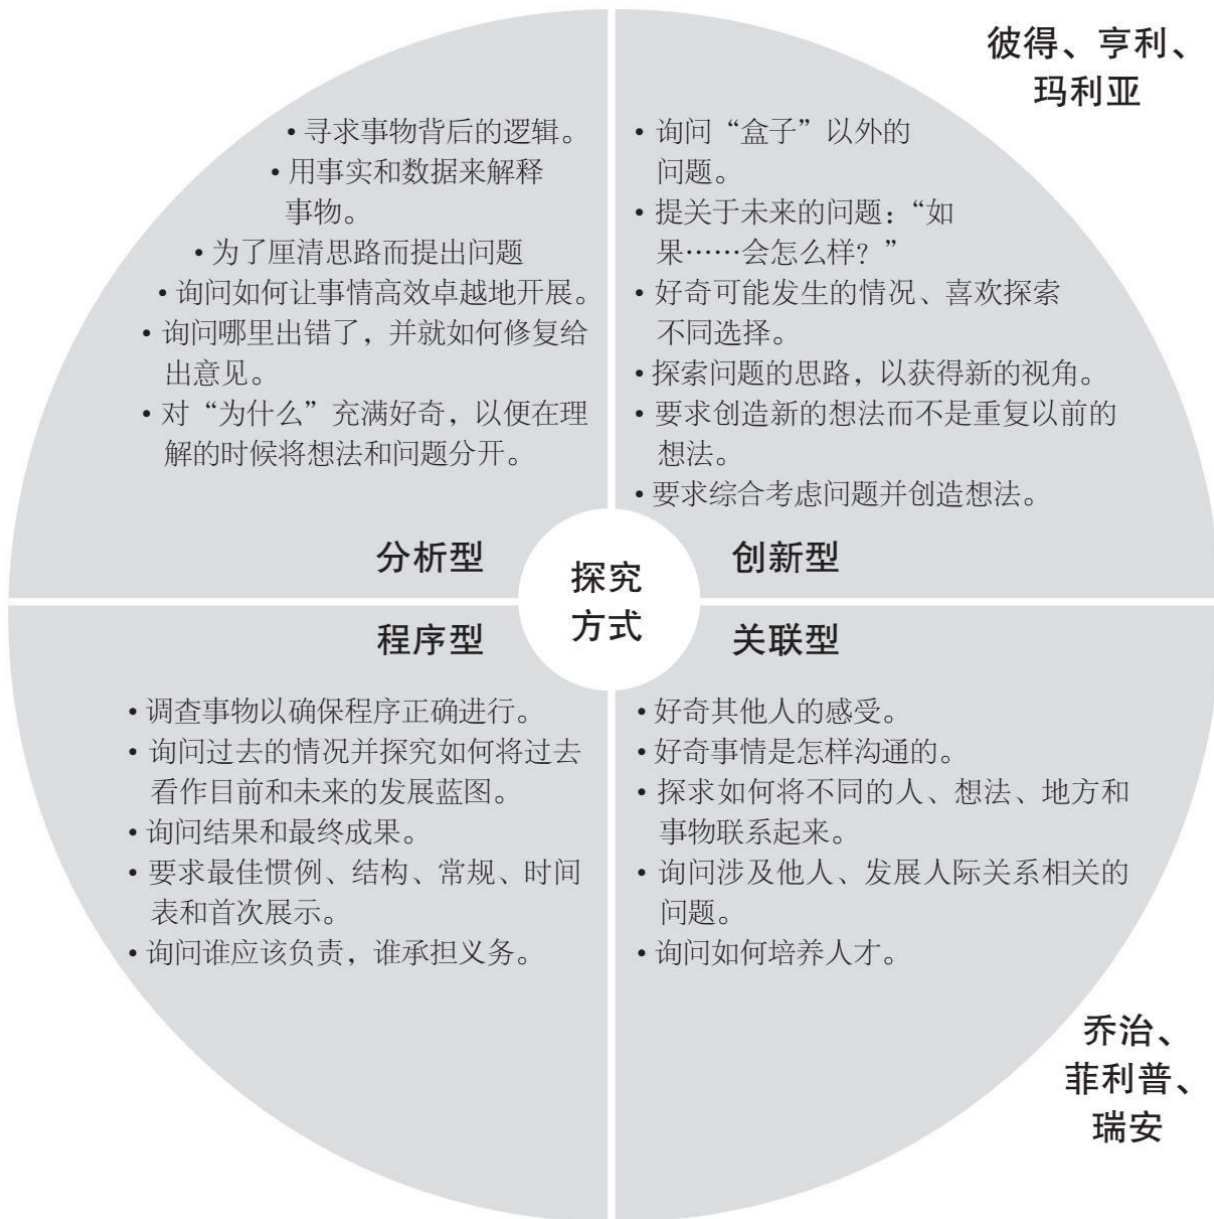 彼得、亨利、
玛利亚
• 寻求事物背后的逻辑。
• 用事实和数据来解释
事物。
• 为了厘清思路而提出问题
• 询问如何让事情高效卓越地开展。
• 询问哪里出错了，并就如何修复给
出意见。
• 对“为什么”充满好奇，以便在理
解的时候将想法和问题分开。
分析型
• 询问“盒子”以外的
问题。
• 提关于未来的问题：“如
果……会怎么样？”
• 好奇可能发生的情况、喜欢探索
不同选择。
• 探索问题的思路，以获得新的视角。
• 要求创造新的想法而不是重复以前的
想法。
• 要求综合考虑问题并创造想法。
创新型
探究
方式
程序型
• 调查事物以确保程序正确进行。
• 询问过去的情况并探究如何将过去
看作目前和未来的发展蓝图。
• 询问结果和最终成果。
• 要求最佳惯例、结构、常规、时间
表和首次展示。
• 询问谁应该负责，谁承担义务。
关联型
• 好奇其他人的感受。
• 好奇事情是怎样沟通的。
• 探求如何将不同的人、想法、地方和
事物联系起来。
• 询问涉及他人、发展人际关系相关的
问题。
• 询问如何培养人才。
乔治、
菲利普、
瑞安